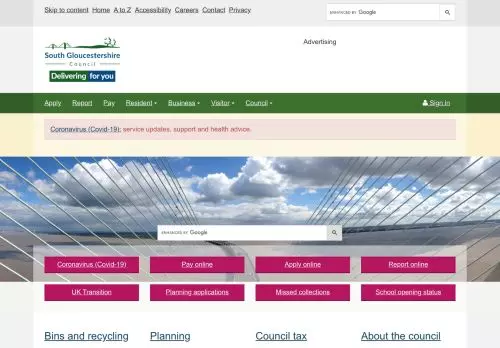 Skip to content Home A to Z Accessibility Careers Contact Privacy
ENHANCED BY Google
Advertising
South Gloucestershire
Council
Delivering for you
Apply Report Pay Resident Business Visitor Council Sign in
Coronavirus (Covid-19): service updates, support and health advice.
ENHANCED BY Google
Coronavirus (Covid-19) Pay online Apply online Report online
UK Transition Planning applications Missed collections School opening status
Bins and recycling Planning Council tax About the council